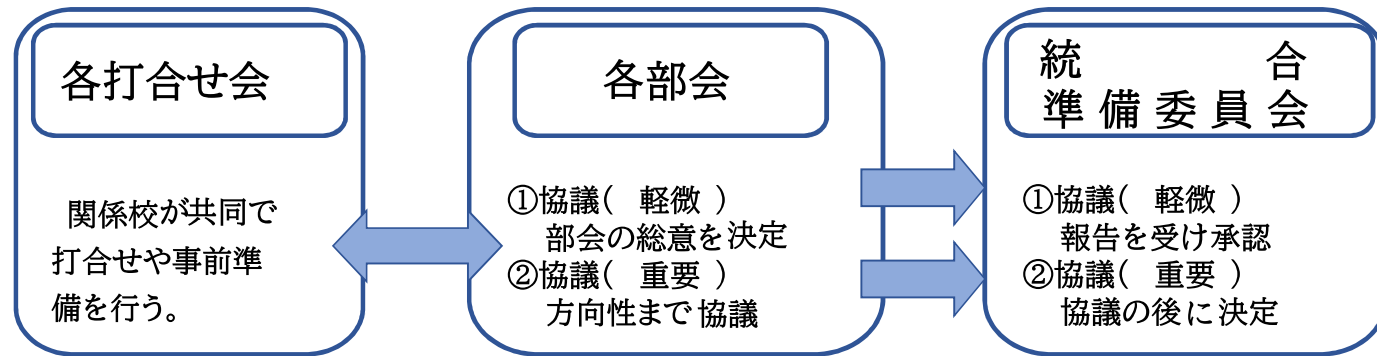 各打合せ会
関係校が共同で
打合せや事前準
備を行う。
各部会
①協議( 軽微 )
部会の総意を決定
②協議( 重要 )
方向性まで協議
統合
準備委員会
①協議( 軽微 )
報告を受け承認
②協議( 重要 )
協議の後に決定